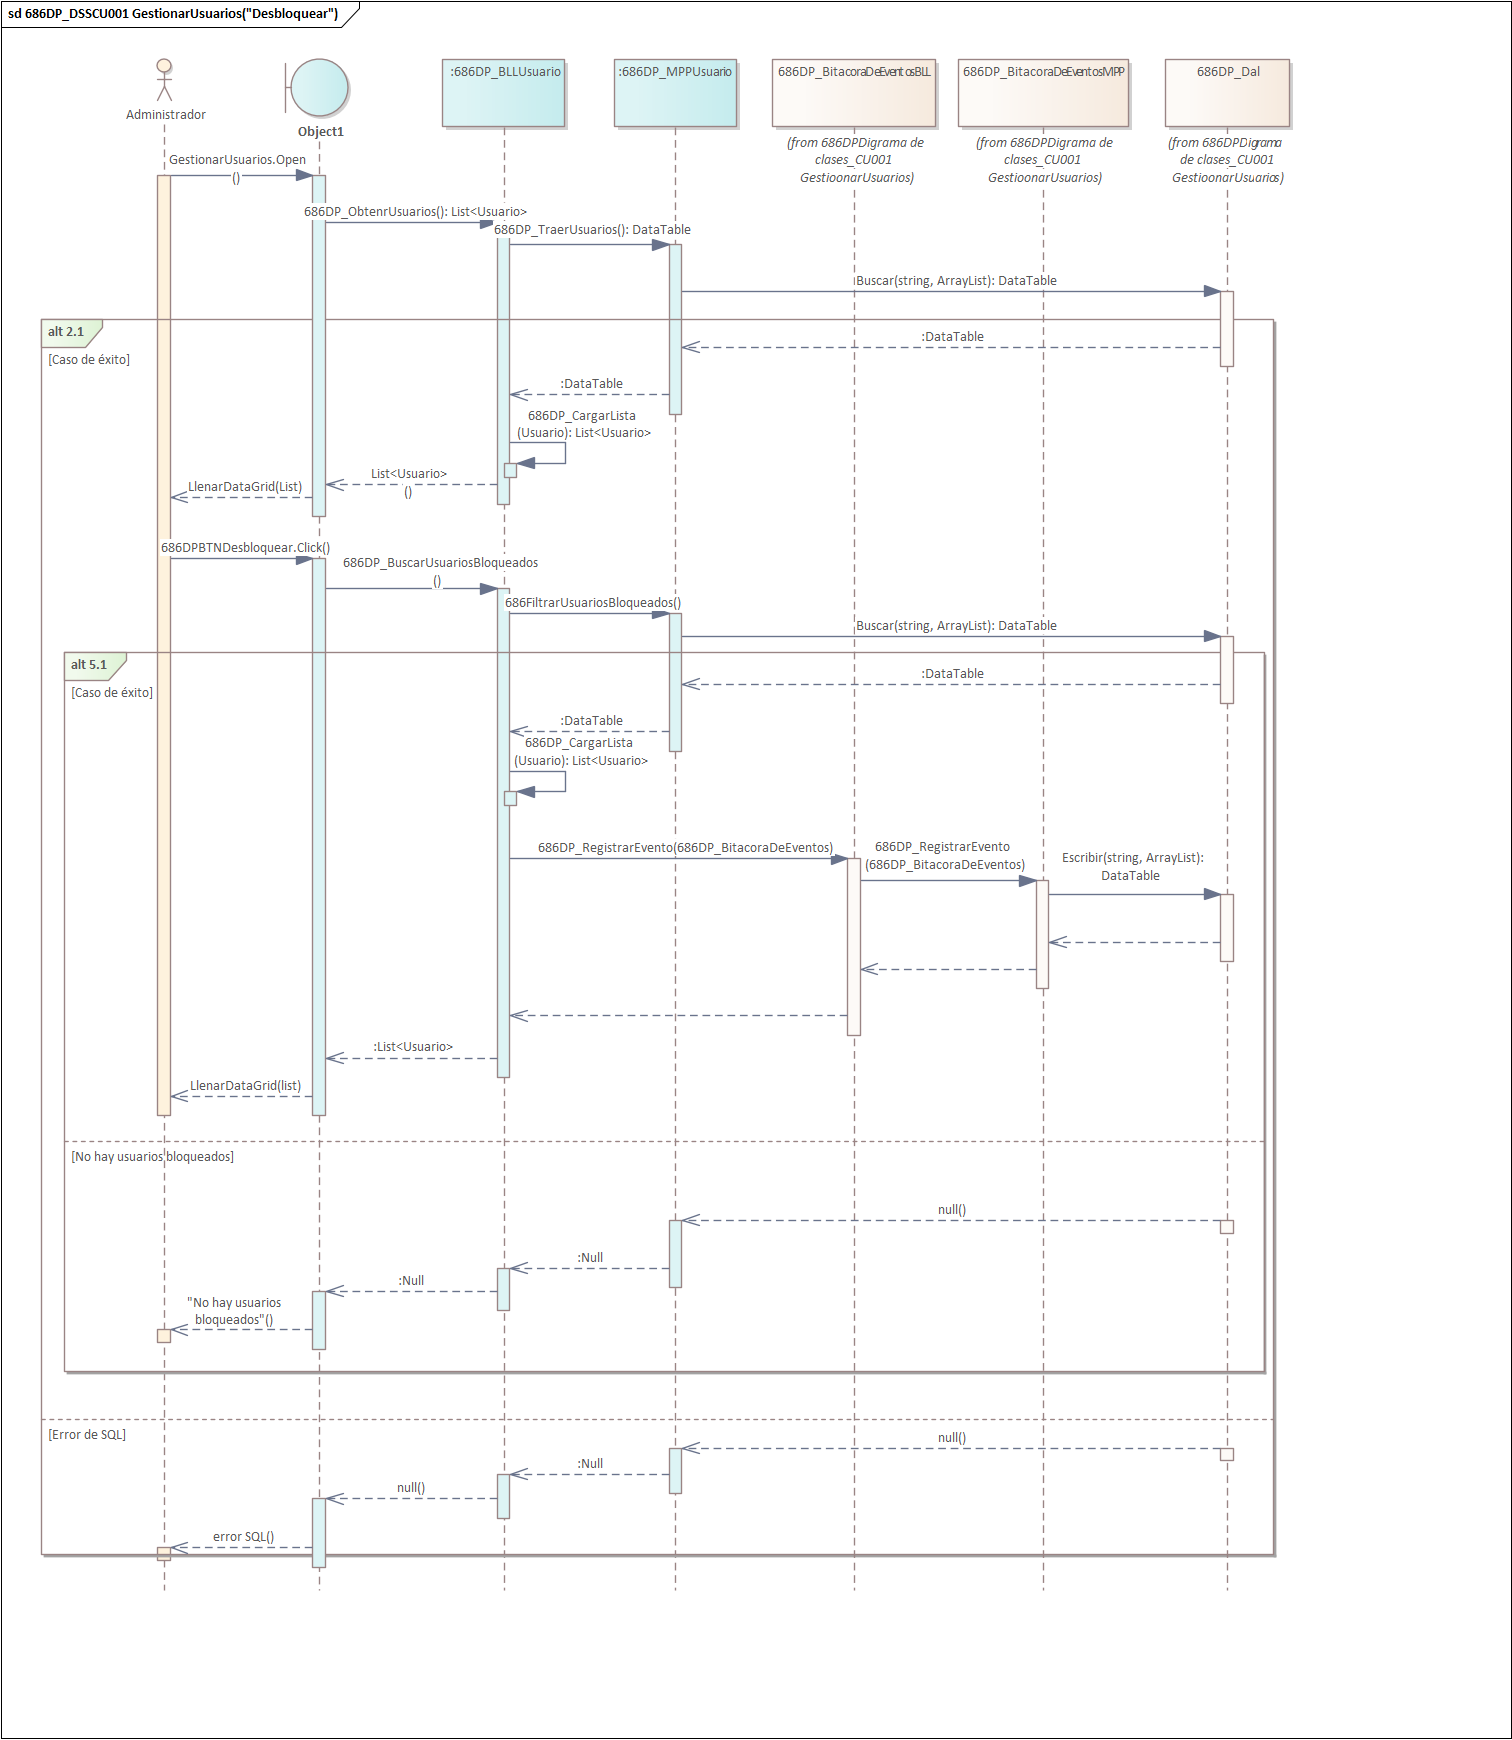 sd 686DP_DSSCU001 GestionarUsuarios("Desbloquear")
Administrador
Object1
:686DP_BLLUsuario
:686DP_MPPUsuario
686DP_BitacoraDeEventosBLL
(from 686DPDigrama de
clases_CU001
GestioonarUsuarios)
686DP_BitacoraDeEventosMPP
(from 686DPDigrama de
clases_CU001
GestioonarUsuarios)
686DP_Dal
(from 686DPDigrama
de clases_CU001
GestioonarUsuarios)
GestionarUsuarios.Open
()
686DP_ObtenrUsuarios(): List<Usuario>
686DP_TraerUsuarios(): DataTable
Buscar(string, ArrayList): DataTable
alt 2.1
[Caso de éxito]
:DataTable
:DataTable
686DP_CargarLista
(Usuario): List<Usuario>
List<Usuario>
()
LlenarDataGrid(List)
686DPBTNDesbloquear.Click()
686DP_BuscarUsuariosBloqueados
()
686FiltrarUsuariosBloqueados()
Buscar(string, ArrayList): DataTable
alt 5.1
[Caso de éxito]
:DataTable
:DataTable
686DP_CargarLista
(Usuario): List<Usuario>
686DP_RegistrarEvento(686DP_BitacoraDeEventos)
686DP_RegistrarEvento
(686DP_BitacoraDeEventos)
Escribir(string, ArrayList):
DataTable
:List<Usuario>
LlenarDataGrid(list)
[No hay usuarios bloqueados]
null()
:Null
:Null
"No hay usuarios
bloqueados"()
[Error de SQL]
null()
:Null
null()
error SQL()